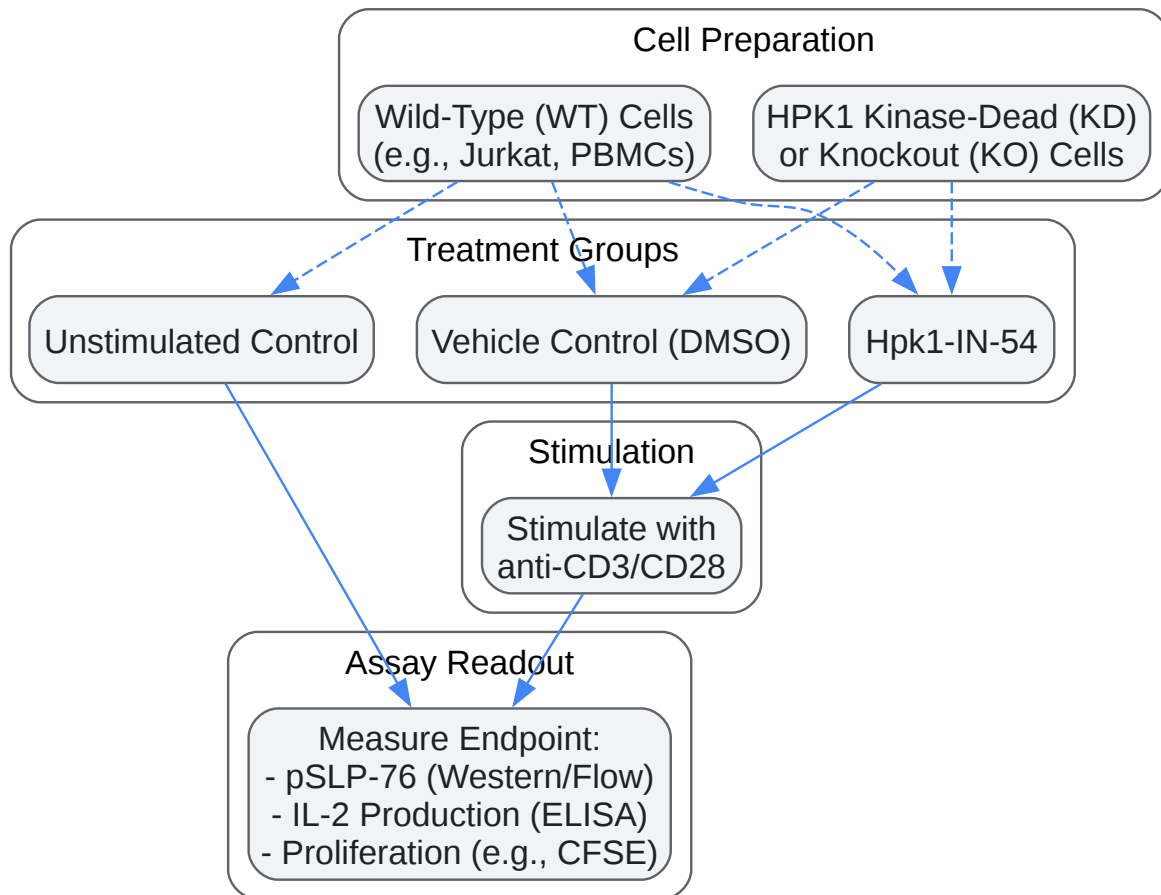 Cell Preparation
Wild-Type (WT) Cells
(e.g., Jurkat, PBMCs)
HPK1 Kinase-Dead (KD)
or Knockout (KO) Cells
Treatment Groups
Unstimulated Control
Vehicle Control (DMSO)
Hpk1-IN-54
Stimulation
Stimulate with
anti-CD3/CD28
Assay Readout
Measure Endpoint:
- pSLP-76 (Western/Flow)
- IL-2 Production (ELISA)
- Proliferation (e.g., CFSE)